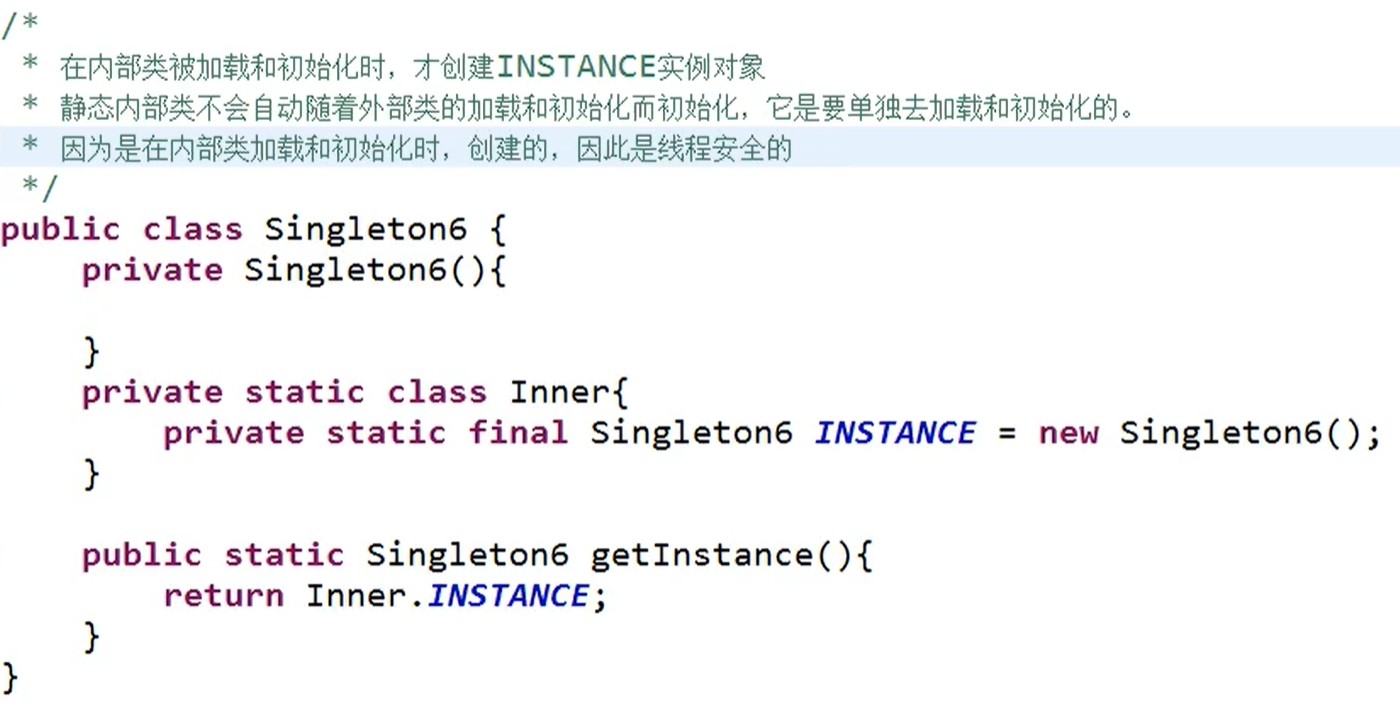 /*
 * 在内部类被加载和初始化时，才创建INSTANCE实例对象
 * 静态内部类不会自动随着外部类的加载和初始化而初始化，它是要单独去加载和初始化的。
 * 因为是在内部类加载和初始化时，创建的，因此是线程安全的
 */
public class Singleton6 {
    private Singleton6(){
    }
    private static class Inner{
        private static final Singleton6 INSTANCE = new Singleton6();
    }
    public static Singleton6 getInstance(){
        return Inner.INSTANCE;
    }
}